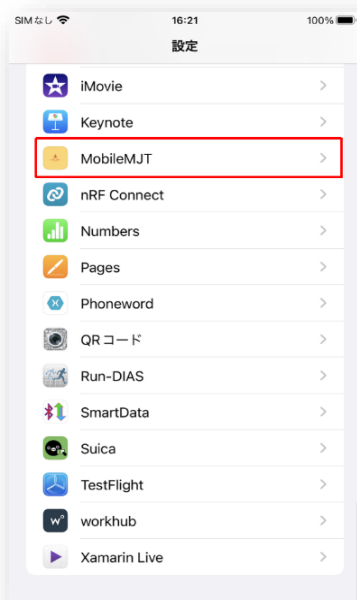 SIMなし 16:21 100%
設定
iMovie
Keynote
MobileMJT
nRF Connect
Numbers
Pages
Phoneword
QRコード
Run-DIAS
SmartData
Suica
TestFlight
workhub
Xamarin Live